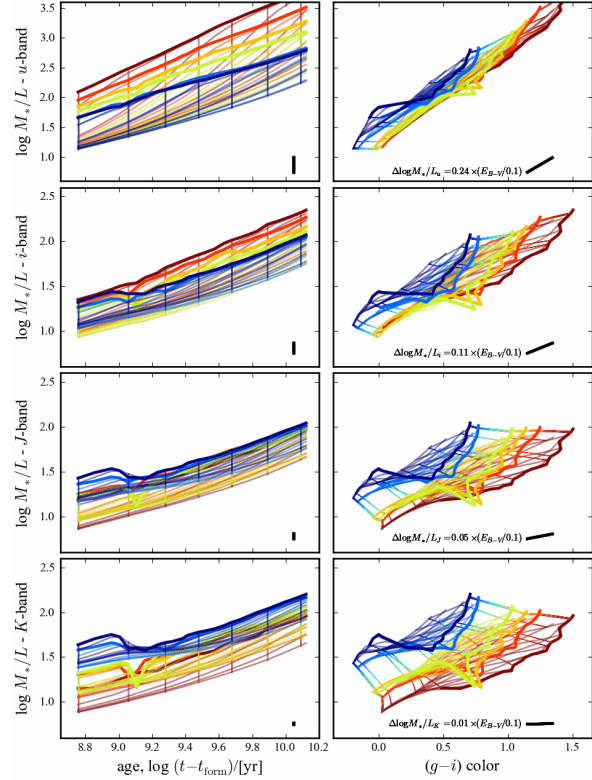 log M*/L - u-band
3.5
3.0
2.5
2.0
1.5
1.0
ΔlogM*/Lu=0.24×(EB−V/0.1)
log M*/L - i-band
2.5
2.0
1.5
1.0
ΔlogM*/Li=0.11×(EB−V/0.1)
log M*/L - J-band
2.5
2.0
1.5
1.0
ΔlogM*/LJ=0.05×(EB−V/0.1)
log M*/L - K-band
2.5
2.0
1.5
1.0
ΔlogM*/LK=0.01×(EB−V/0.1)
8.8 9.0 9.2 9.4 9.6 9.8 10.0 10.2
0.0 0.5 1.0 1.5
age, log (t−tform)/[yr]
(g−i) color